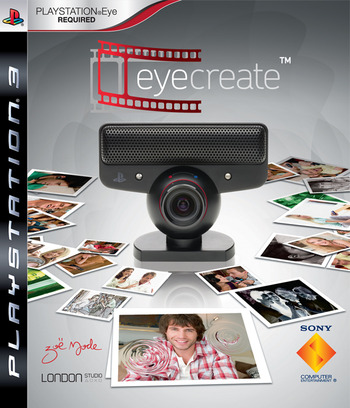 PLAYSTATION®Eye
REQUIRED
PLAYSTATION 3
eyecreate™
zoë mode
LONDON STUDIO
SONY
COMPUTER
ENTERTAINMENT®